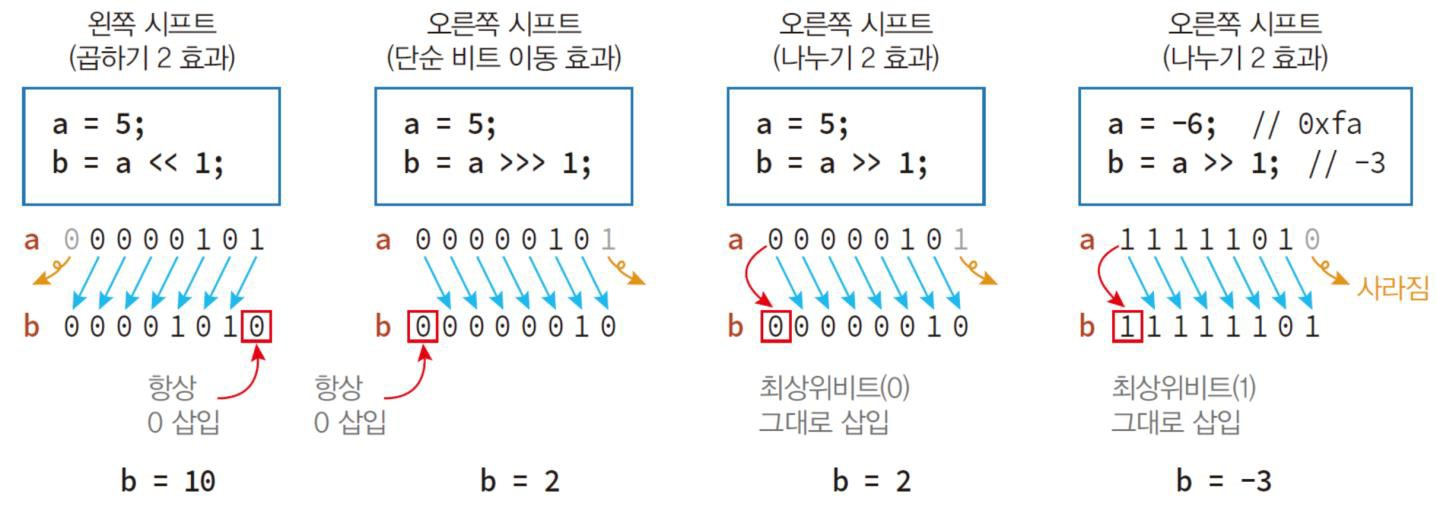 왼쪽 시프트
(곱하기 2 효과)
a = 5;
b = a << 1;
a 0 0 0 0 0 1 0 1
b 0 0 0 0 1 0 1 0
항상
0 삽입
b = 10
오른쪽 시프트
(단순 비트 이동 효과)
a = 5;
b = a >>> 1;
a 0 0 0 0 0 1 0 1
b 0 0 0 0 0 0 1 0
항상
0 삽입
b = 2
오른쪽 시프트
(나누기 2 효과)
a = 5;
b = a >> 1;
a 0 0 0 0 0 1 0 1
b 0 0 0 0 0 0 1 0
최상위비트(0)
그대로 삽입
b = 2
오른쪽 시프트
(나누기 2 효과)
a = -6; // 0xfa
b = a >> 1; // -3
a 1 1 1 1 1 0 1 0
사라짐
b 1 1 1 1 1 1 0 1
최상위비트(1)
그대로 삽입
b = -3